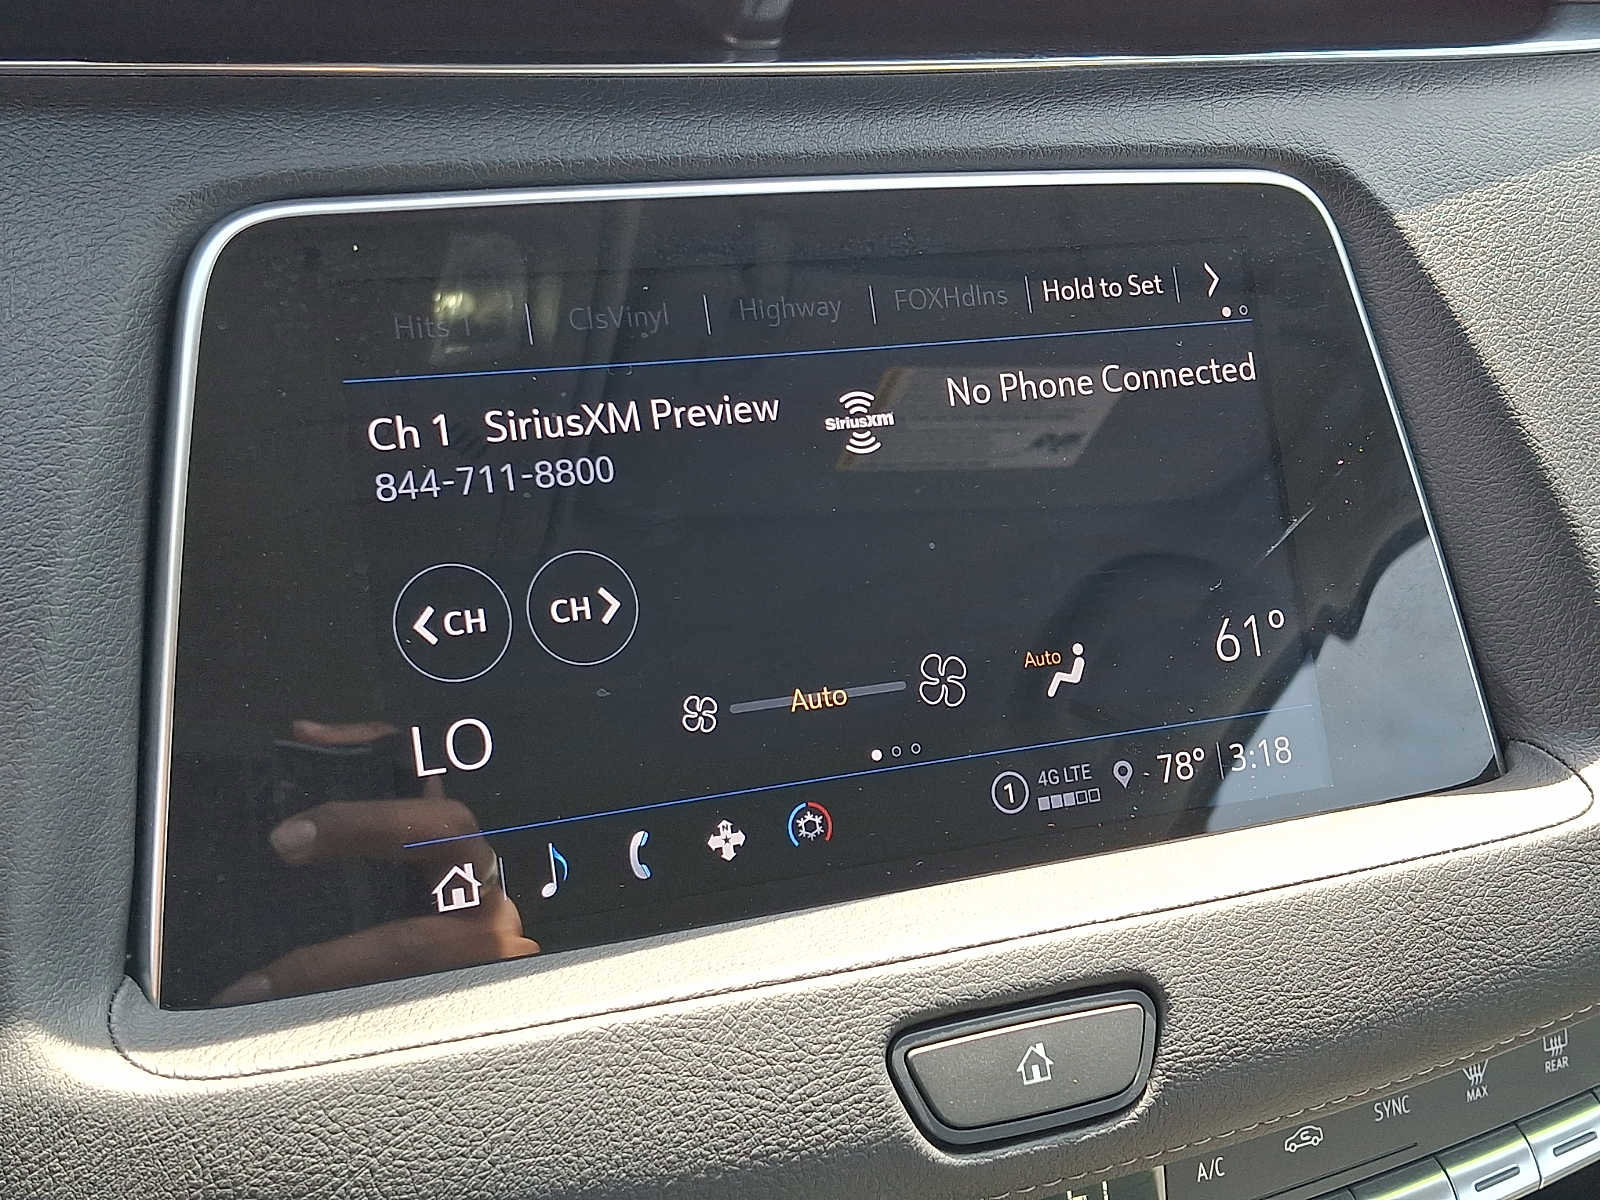 Hits 1 ClsVinyl Highway FOXHdlns Hold to Set
Ch 1 SiriusXM Preview SiriusXM No Phone Connected
844-711-8800
<CH CH>
Auto 61°
LO Auto
1 4G LTE 78° 3:18
N
REAR
MAX
SYNC
A/C